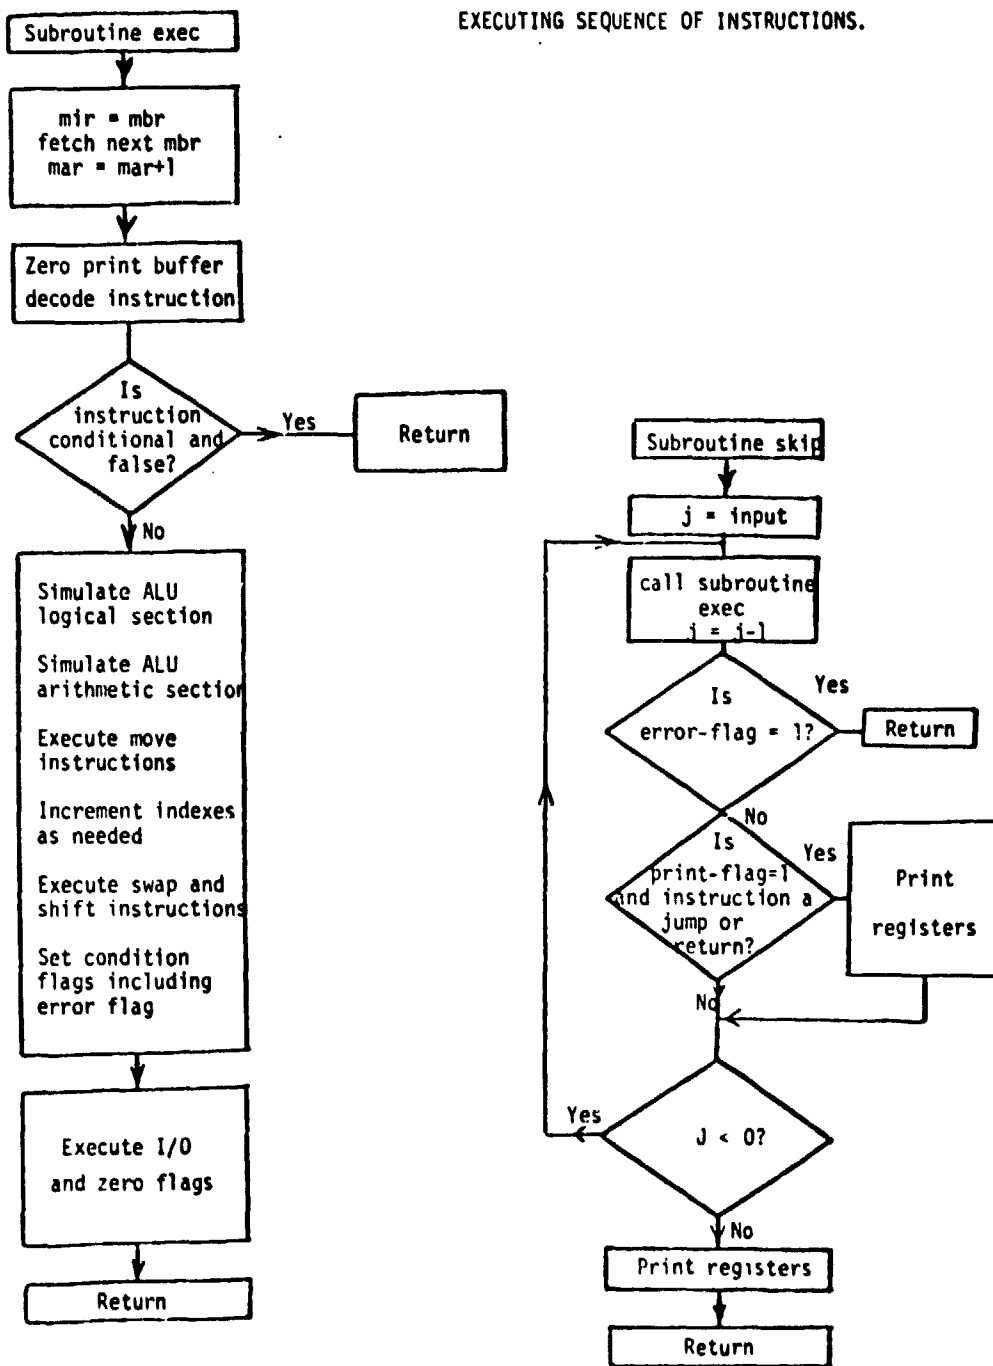 EXECUTING SEQUENCE OF INSTRUCTIONS.
Subroutine exec
mir = mbr
fetch next mbr
mar = mar+1
Zero print buffer
decode instruction
Is
instruction
conditional and
false?
Yes
Return
No
Simulate ALU
logical section
Simulate ALU
arithmetic section
Execute move
instructions
Increment indexes
as needed
Execute swap and
shift instructions
Set condition
flags including
error flag
Execute I/O
and zero flags
Return
Subroutine skip
j = input
call subroutine
exec
j = j-1
Is
error-flag = 1?
Yes
Return
No
Is
print-flag=1
and instruction a
jump or
return?
Yes
Print
registers
No
J < 0?
Yes
No
Print registers
Return